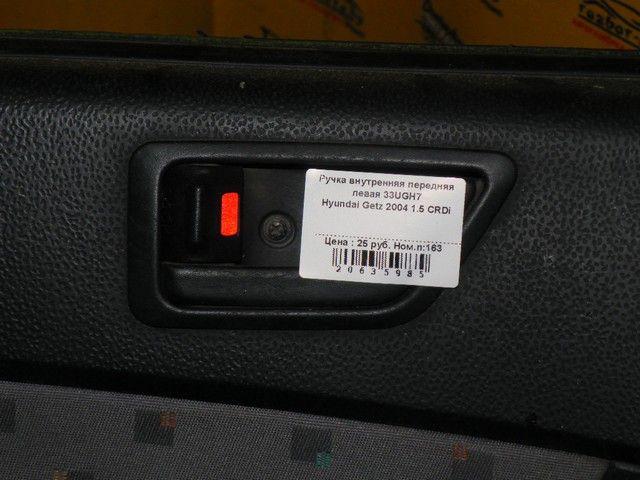 Ручка внутренняя передняя
левая 33UGH7
Hyundai Getz 2004 1.5 CRDi
Цена : 25 руб. Ном.п:163
20635985